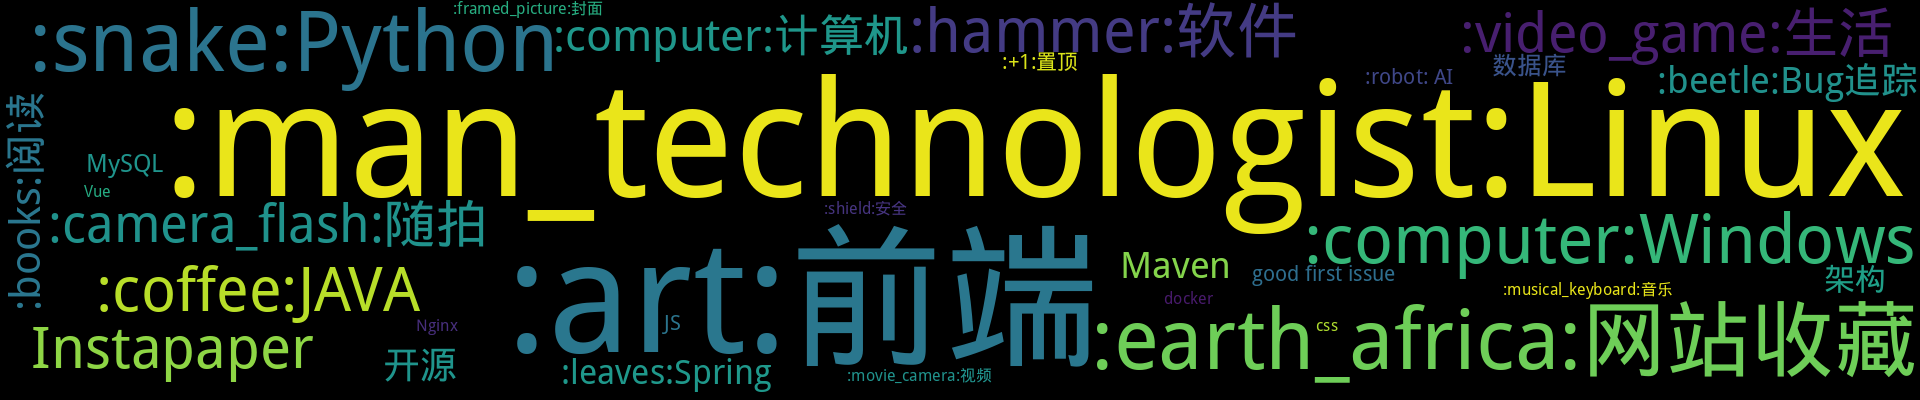 :framed_picture:封面
:snake:Python
:computer:计算机
:hammer:软件
:video_game:生活
:+1:置顶
:robot: AI
数据库
:beetle:Bug追踪
:man_technologist:Linux
:books:阅读
MySQL
Vue
:camera_flash:随拍
:shield:安全
:art:前端
:computer:Windows
Maven
good first issue
架构
:coffee:JAVA
docker
:musical_keyboard:音乐
Instapaper
Nginx
JS
css
:earth_africa:网站收藏
开源
:leaves:Spring
:movie_camera:视频